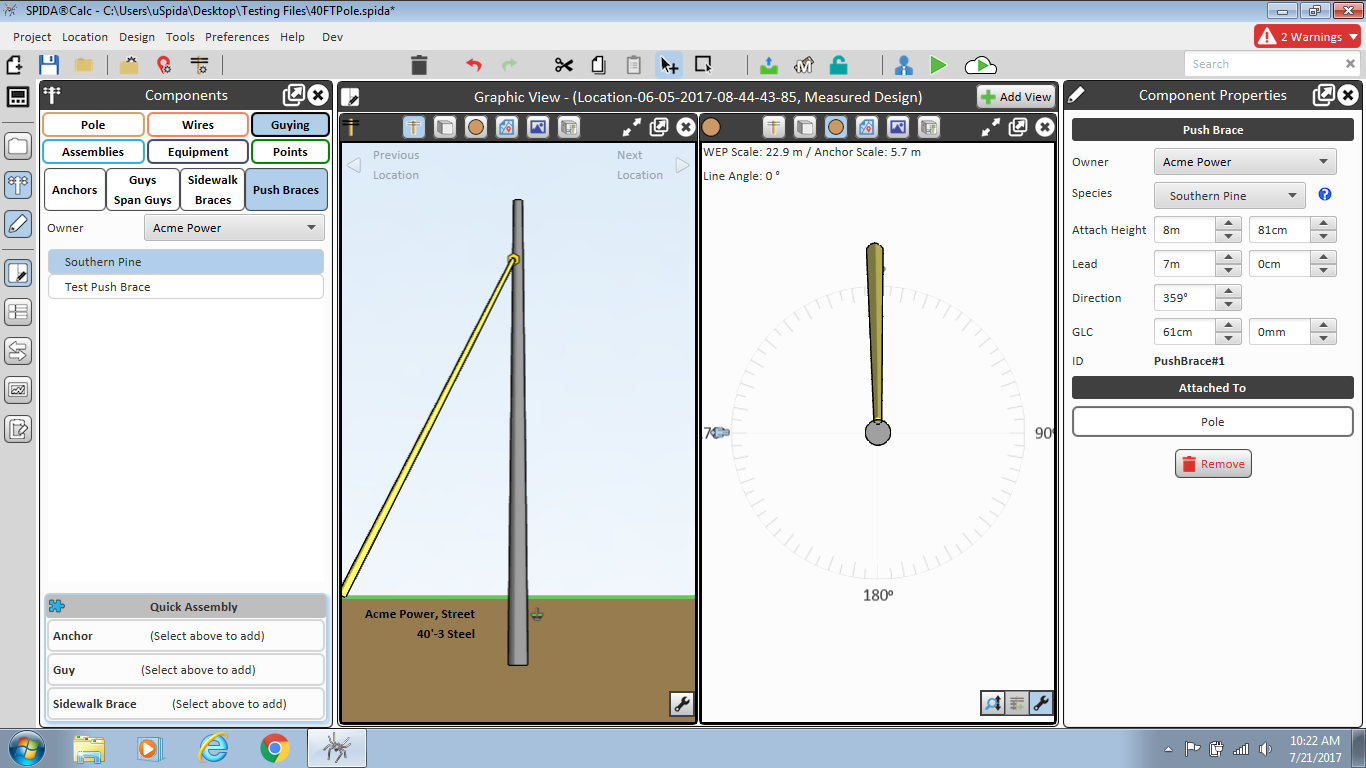 SPIDA®Calc - C:\Users\uSpida\Desktop\Testing Files\40FTPole.spida*
Project Location Design Tools Preferences Help Dev
2 Warnings
Search
Components
Pole Wires Guying
Assemblies Equipment Points
Anchors
Guys
Span Guys
Sidewalk
Braces
Push Braces
Owner Acme Power
Southern Pine
Test Push Brace
Quick Assembly
Anchor (Select above to add)
Guy (Select above to add)
Sidewalk Brace (Select above to add)
Graphic View - (Location-06-05-2017-08-44-43-85, Measured Design)
Add View
Previous
Location
Next
Location
Acme Power, Street
40'-3 Steel
WEP Scale: 22.9 m / Anchor Scale: 5.7 m
Line Angle: 0 °
90º
180º
Component Properties
Push Brace
Owner Acme Power
Species Southern Pine
Attach Height 8m 81cm
Lead 7m 0cm
Direction 359°
GLC 61cm 0mm
ID PushBrace#1
Attached To
Pole
Remove
10:22 AM
7/21/2017